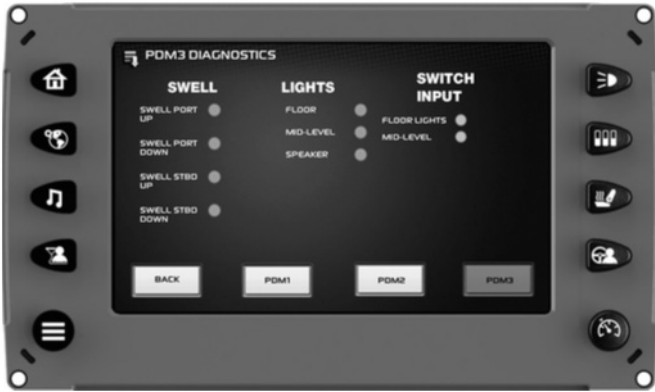 PDM3 DIAGNOSTICS
SWELL
SWELL PORT
UP
SWELL PORT
DOWN
SWELL STBD
UP
SWELL STBD
DOWN
LIGHTS
FLOOR
MID-LEVEL
SPEAKER
SWITCH
INPUT
FLOOR LIGHTS
MID-LEVEL
BACK
PDM1
PDM2
PDM3